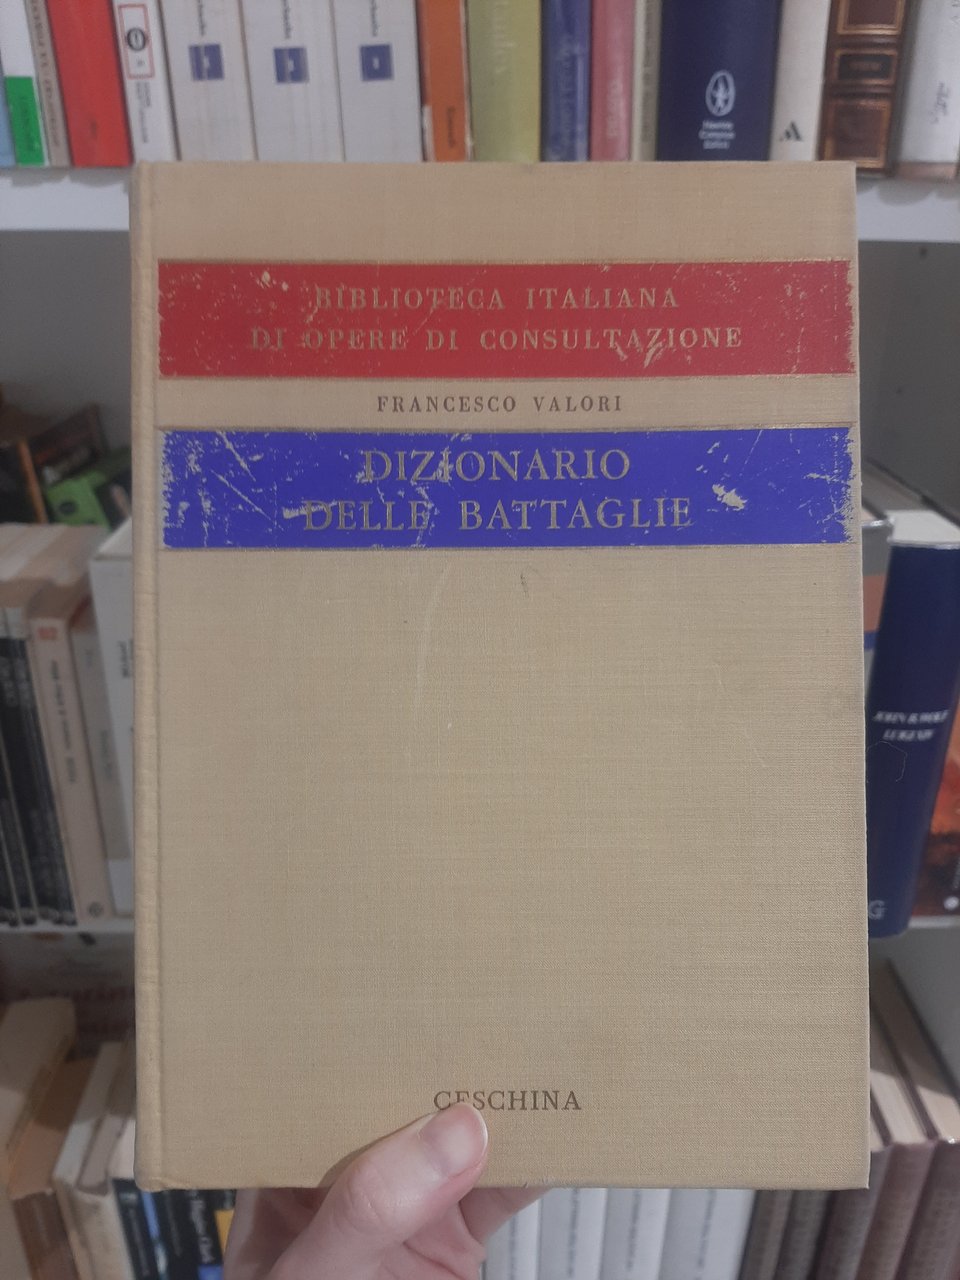 BIBLIOTECA ITALIANA
DI OPERE DI CONSULTAZIONE
FRANCESCO VALORI
DIZIONARIO
DELLE BATTAGLIE
CESCHINA